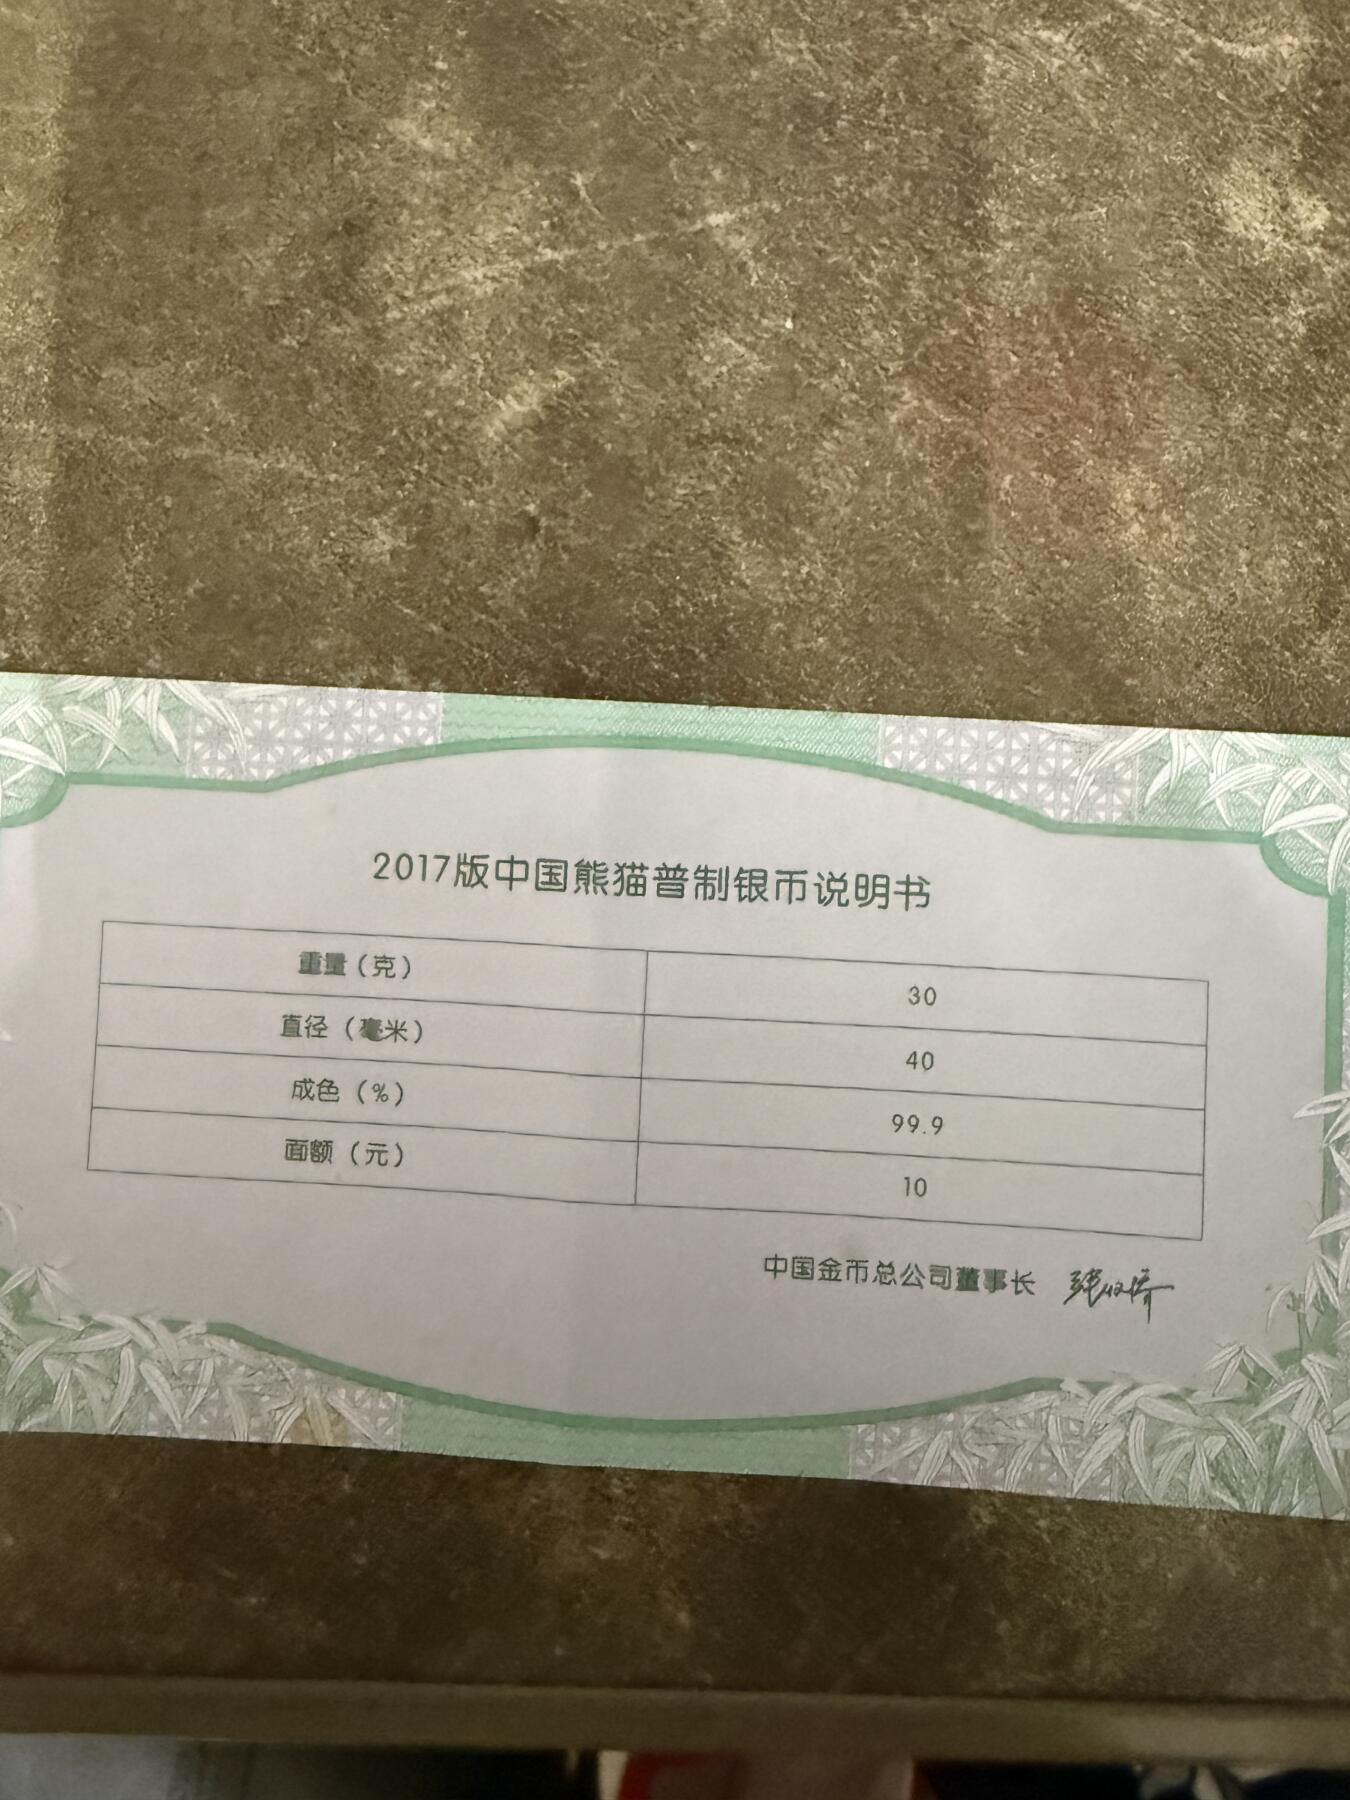 2017版中国熊猫普制银币说明书
重量（克） 30
直径（毫米） 40
成色（%） 99.9
面额（元） 10
中国金币总公司董事长